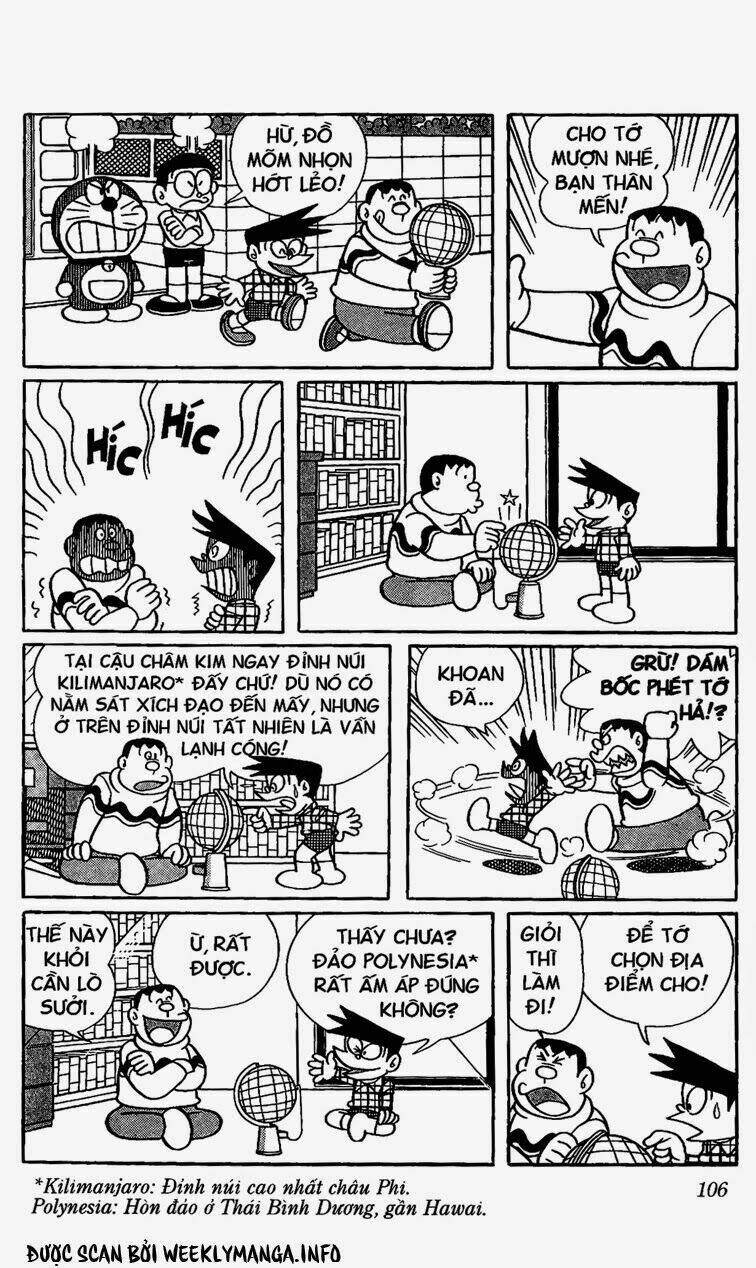 CHO TỚ
MƯỢN NHÉ,
BẠN THÂN
MẾN!
HỪ, ĐỒ
MÕM NHỌN
HỚT LẺO!
HÍC
HÍC
GRỪ! DÁM
BỐC PHÉT TỚ
HẢ!?
KHOAN
ĐÃ...
TẠI CẬU CHÂM KIM NGAY ĐỈNH NÚI
KILIMANJARO* ĐẤY CHỨ! DÙ NÓ CÓ
NẰM SÁT XÍCH ĐẠO ĐẾN MẤY, NHƯNG
Ở TRÊN ĐỈNH NÚI TẤT NHIÊN LÀ VẪN
LẠNH CÓNG!
ĐỂ TỚ
CHỌN ĐỊA
ĐIỂM CHO!
GIỎI
THÌ
LÀM
ĐI!
THẤY CHƯA?
ĐẢO POLYNESIA*
RẤT ẤM ÁP ĐÚNG
KHÔNG?
Ừ, RẤT
ĐƯỢC.
THẾ NÀY
KHỎI
CẦN LÒ
SƯỞI.
*Kilimanjaro: Đỉnh núi cao nhất châu Phi.
Polynesia: Hòn đảo ở Thái Bình Dương, gần Hawai.
106
ĐƯỢC SCAN BỞI WEEKLYMANGA.INFO